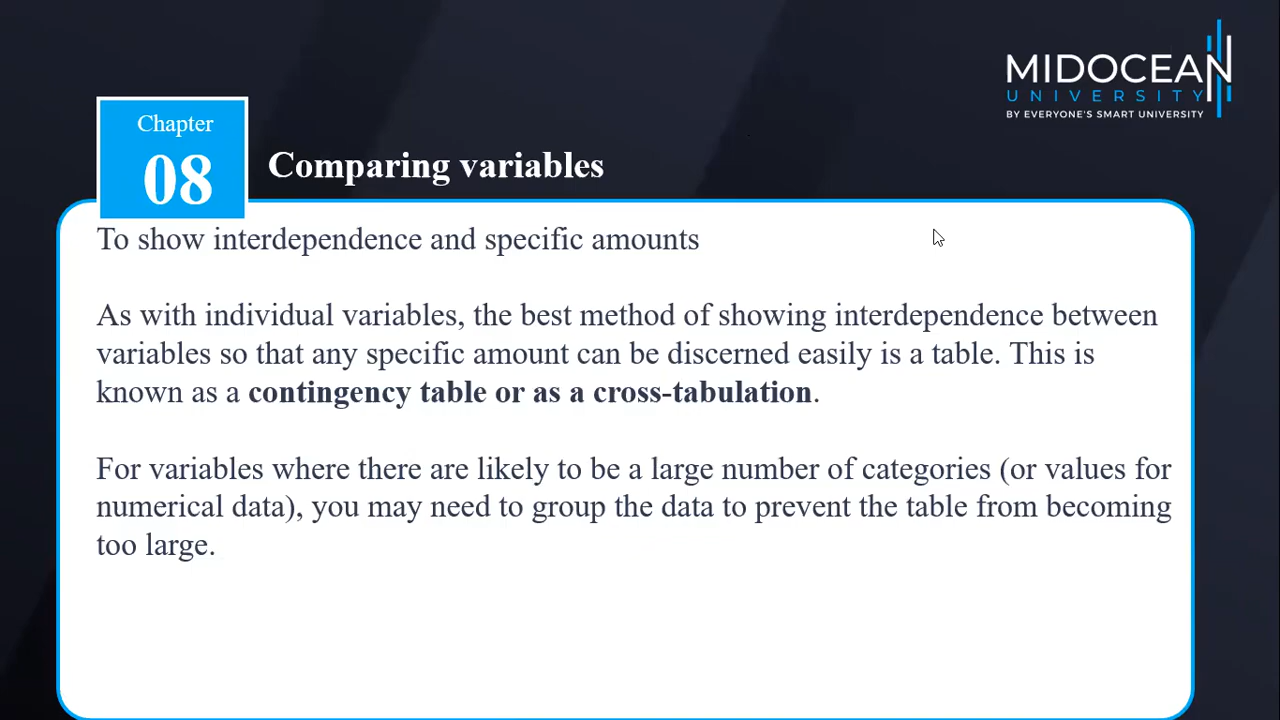 MIDOCEAN
UNIVERSITY
BY EVERYONE'S SMART UNIVERSITY
Chapter
08
Comparing variables
To show interdependence and specific amounts
As with individual variables, the best method of showing interdependence between
variables so that any specific amount can be discerned easily is a table. This is
known as a contingency table or as a cross-tabulation.
For variables where there are likely to be a large number of categories (or values for
numerical data), you may need to group the data to prevent the table from becoming
too large.